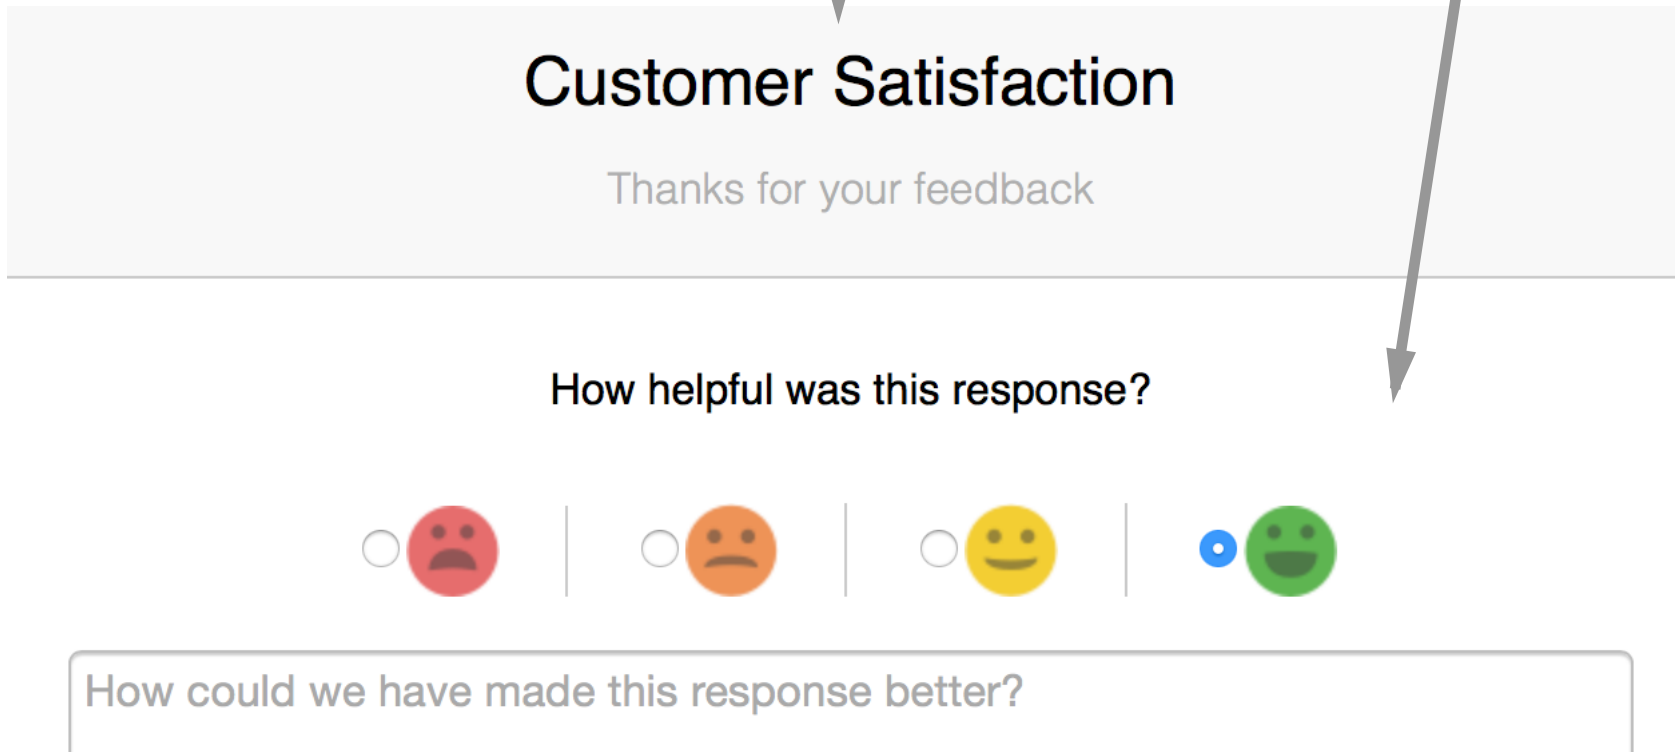 Customer Satisfaction
Thanks for your feedback
How helpful was this response?
How could we have made this response better?